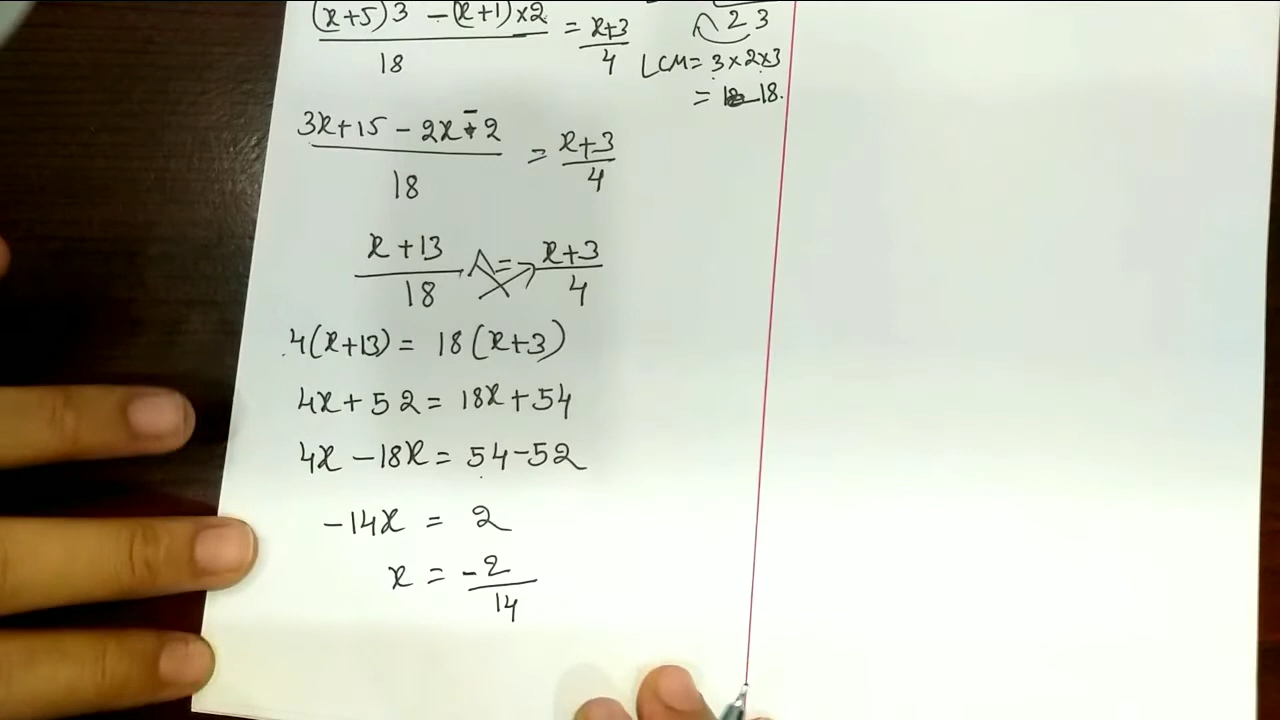 (x+5)3 -(x+1)×2 / 18 = x+3 / 4
2 3
LCM = 3×2×3
= 18.
3x+15-2x-2 / 18 = x+3 / 4
x+13 / 18 = x+3 / 4
4(x+13) = 18(x+3)
4x+52 = 18x+54
4x-18x = 54-52
-14x = 2
x = -2 / 14